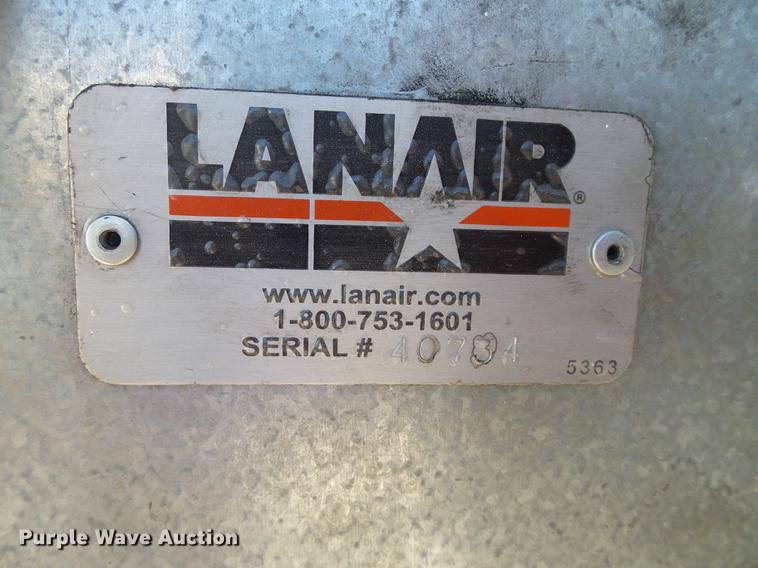 LANAIR®
www.lanair.com
1-800-753-1601
SERIAL # 40734
5363
Purple Wave Auction